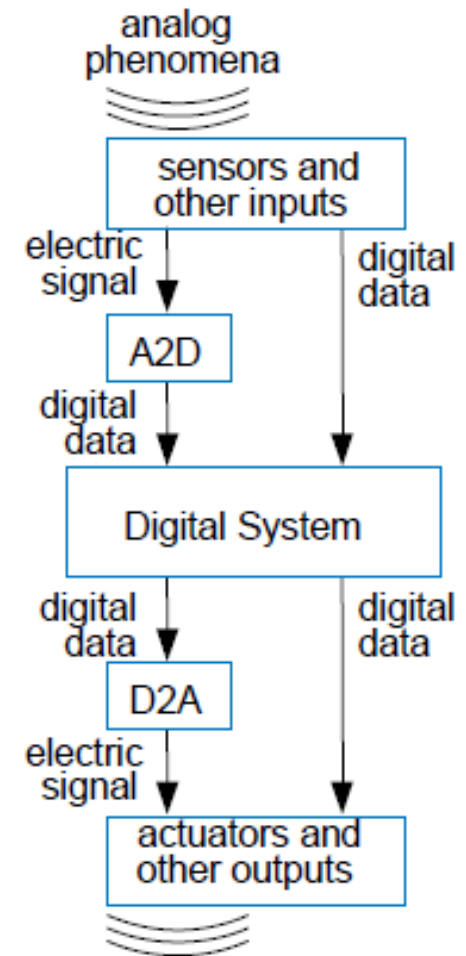 analog
phenomena
sensors and
other inputs
electric
signal
digital
data
A2D
digital
data
Digital System
digital
data
digital
data
D2A
electric
signal
actuators and
other outputs